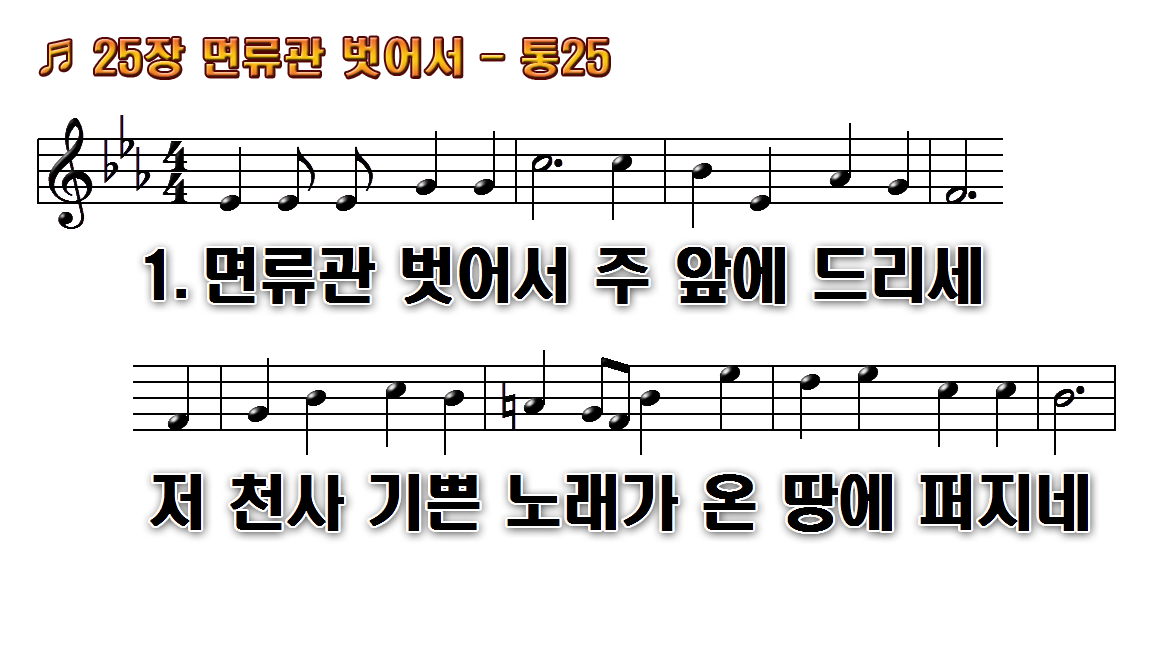 ♬ 25장 면류관 벗어서 - 통25
4
4
1. 면류관 벗어서 주 앞에 드리세
저 천사 기쁜 노래가 온 땅에 퍼지네